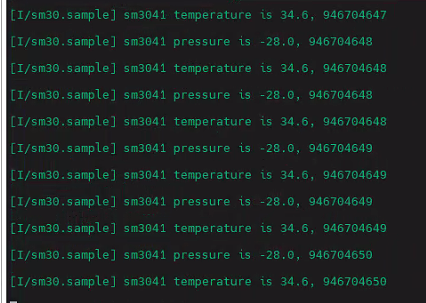 [I/sm30.sample] sm3041 temperature is 34.6, 946704647
[I/sm30.sample] sm3041 pressure is -28.0, 946704648
[I/sm30.sample] sm3041 temperature is 34.6, 946704648
[I/sm30.sample] sm3041 pressure is -28.0, 946704648
[I/sm30.sample] sm3041 temperature is 34.6, 946704648
[I/sm30.sample] sm3041 pressure is -28.0, 946704649
[I/sm30.sample] sm3041 temperature is 34.6, 946704649
[I/sm30.sample] sm3041 pressure is -28.0, 946704649
[I/sm30.sample] sm3041 temperature is 34.6, 946704649
[I/sm30.sample] sm3041 pressure is -28.0, 946704650
[I/sm30.sample] sm3041 temperature is 34.6, 946704650